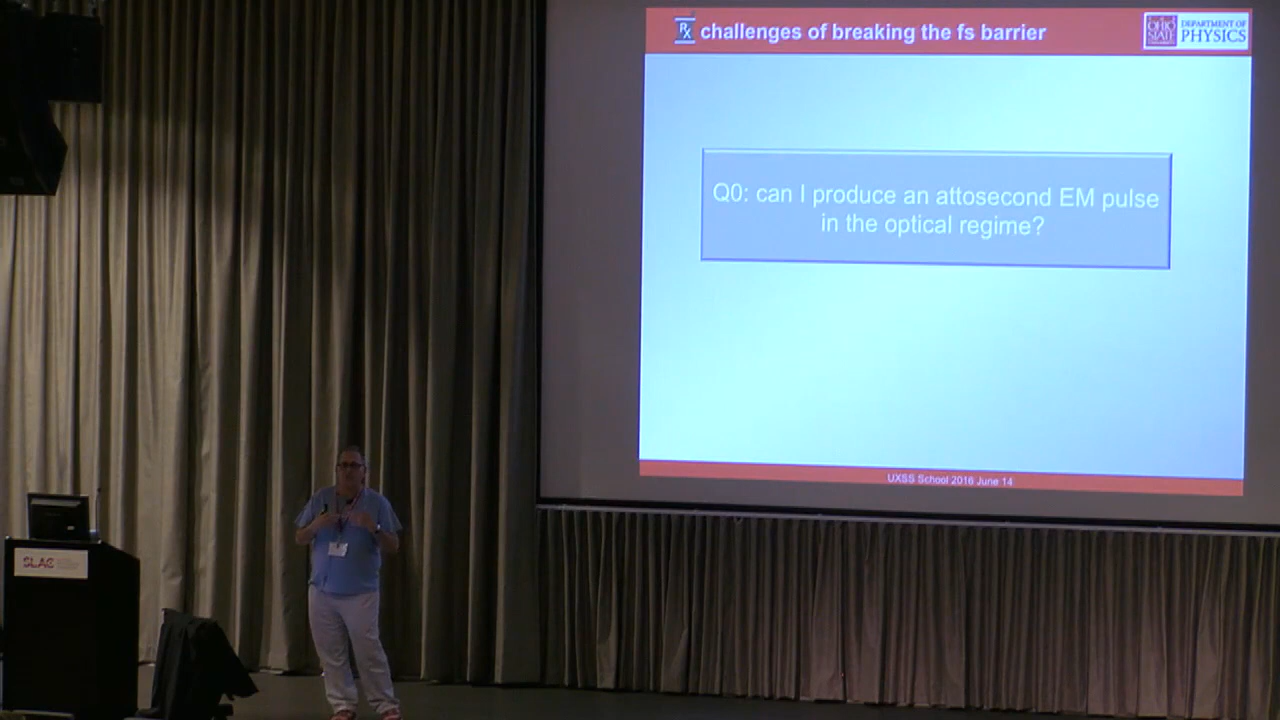 Rx challenges of breaking the fs barrier
OHIO
STATE
DEPARTMENT OF
PHYSICS
Q0: can I produce an attosecond EM pulse
in the optical regime?
UXSS School 2016 June 14
SLAC